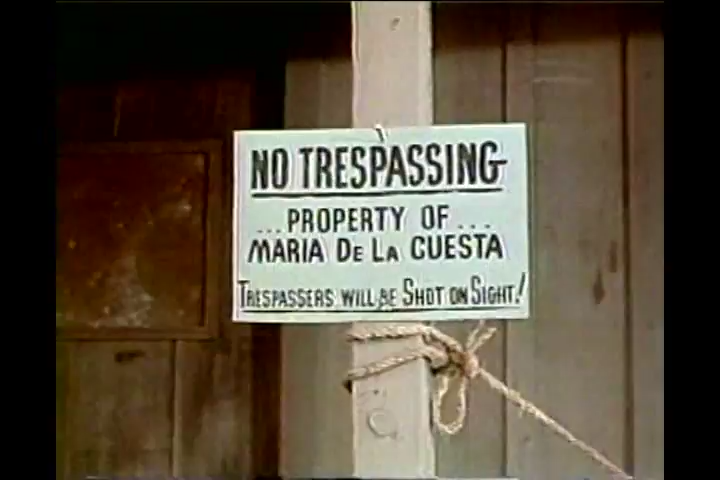 NO TRESPASSING
...PROPERTY OF...
MARIA DE LA CUESTA
TRESPASSERS WILL BE SHOT ON SIGHT!